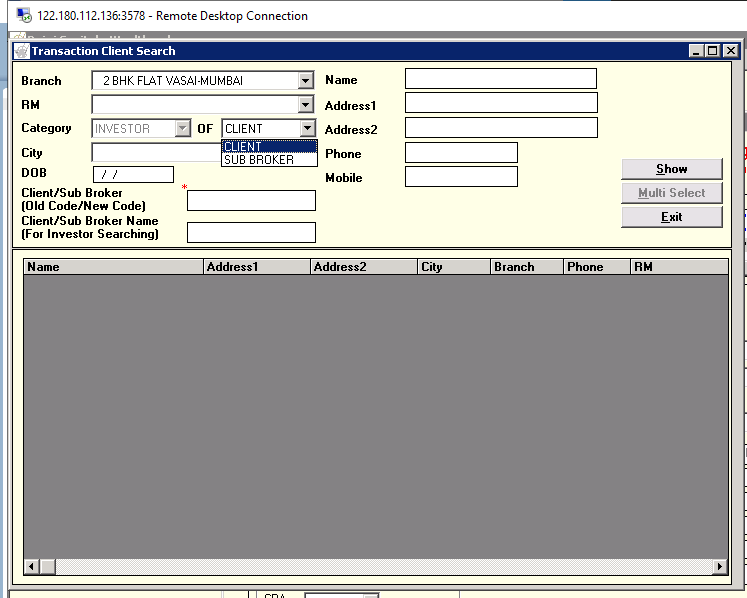 122.180.112.136:3578 - Remote Desktop Connection
Transaction Client Search
Branch 2 BHK FLAT VASAI-MUMBAI Name
RM Address1
Category INVESTOR OF CLIENT Address2
CLIENT
SUB BROKER
City Phone
DOB / / Mobile
Show
Multi Select
Exit
Client/Sub Broker *
(Old Code/New Code)
Client/Sub Broker Name
(For Investor Searching)
Name Address1 Address2 City Branch Phone RM